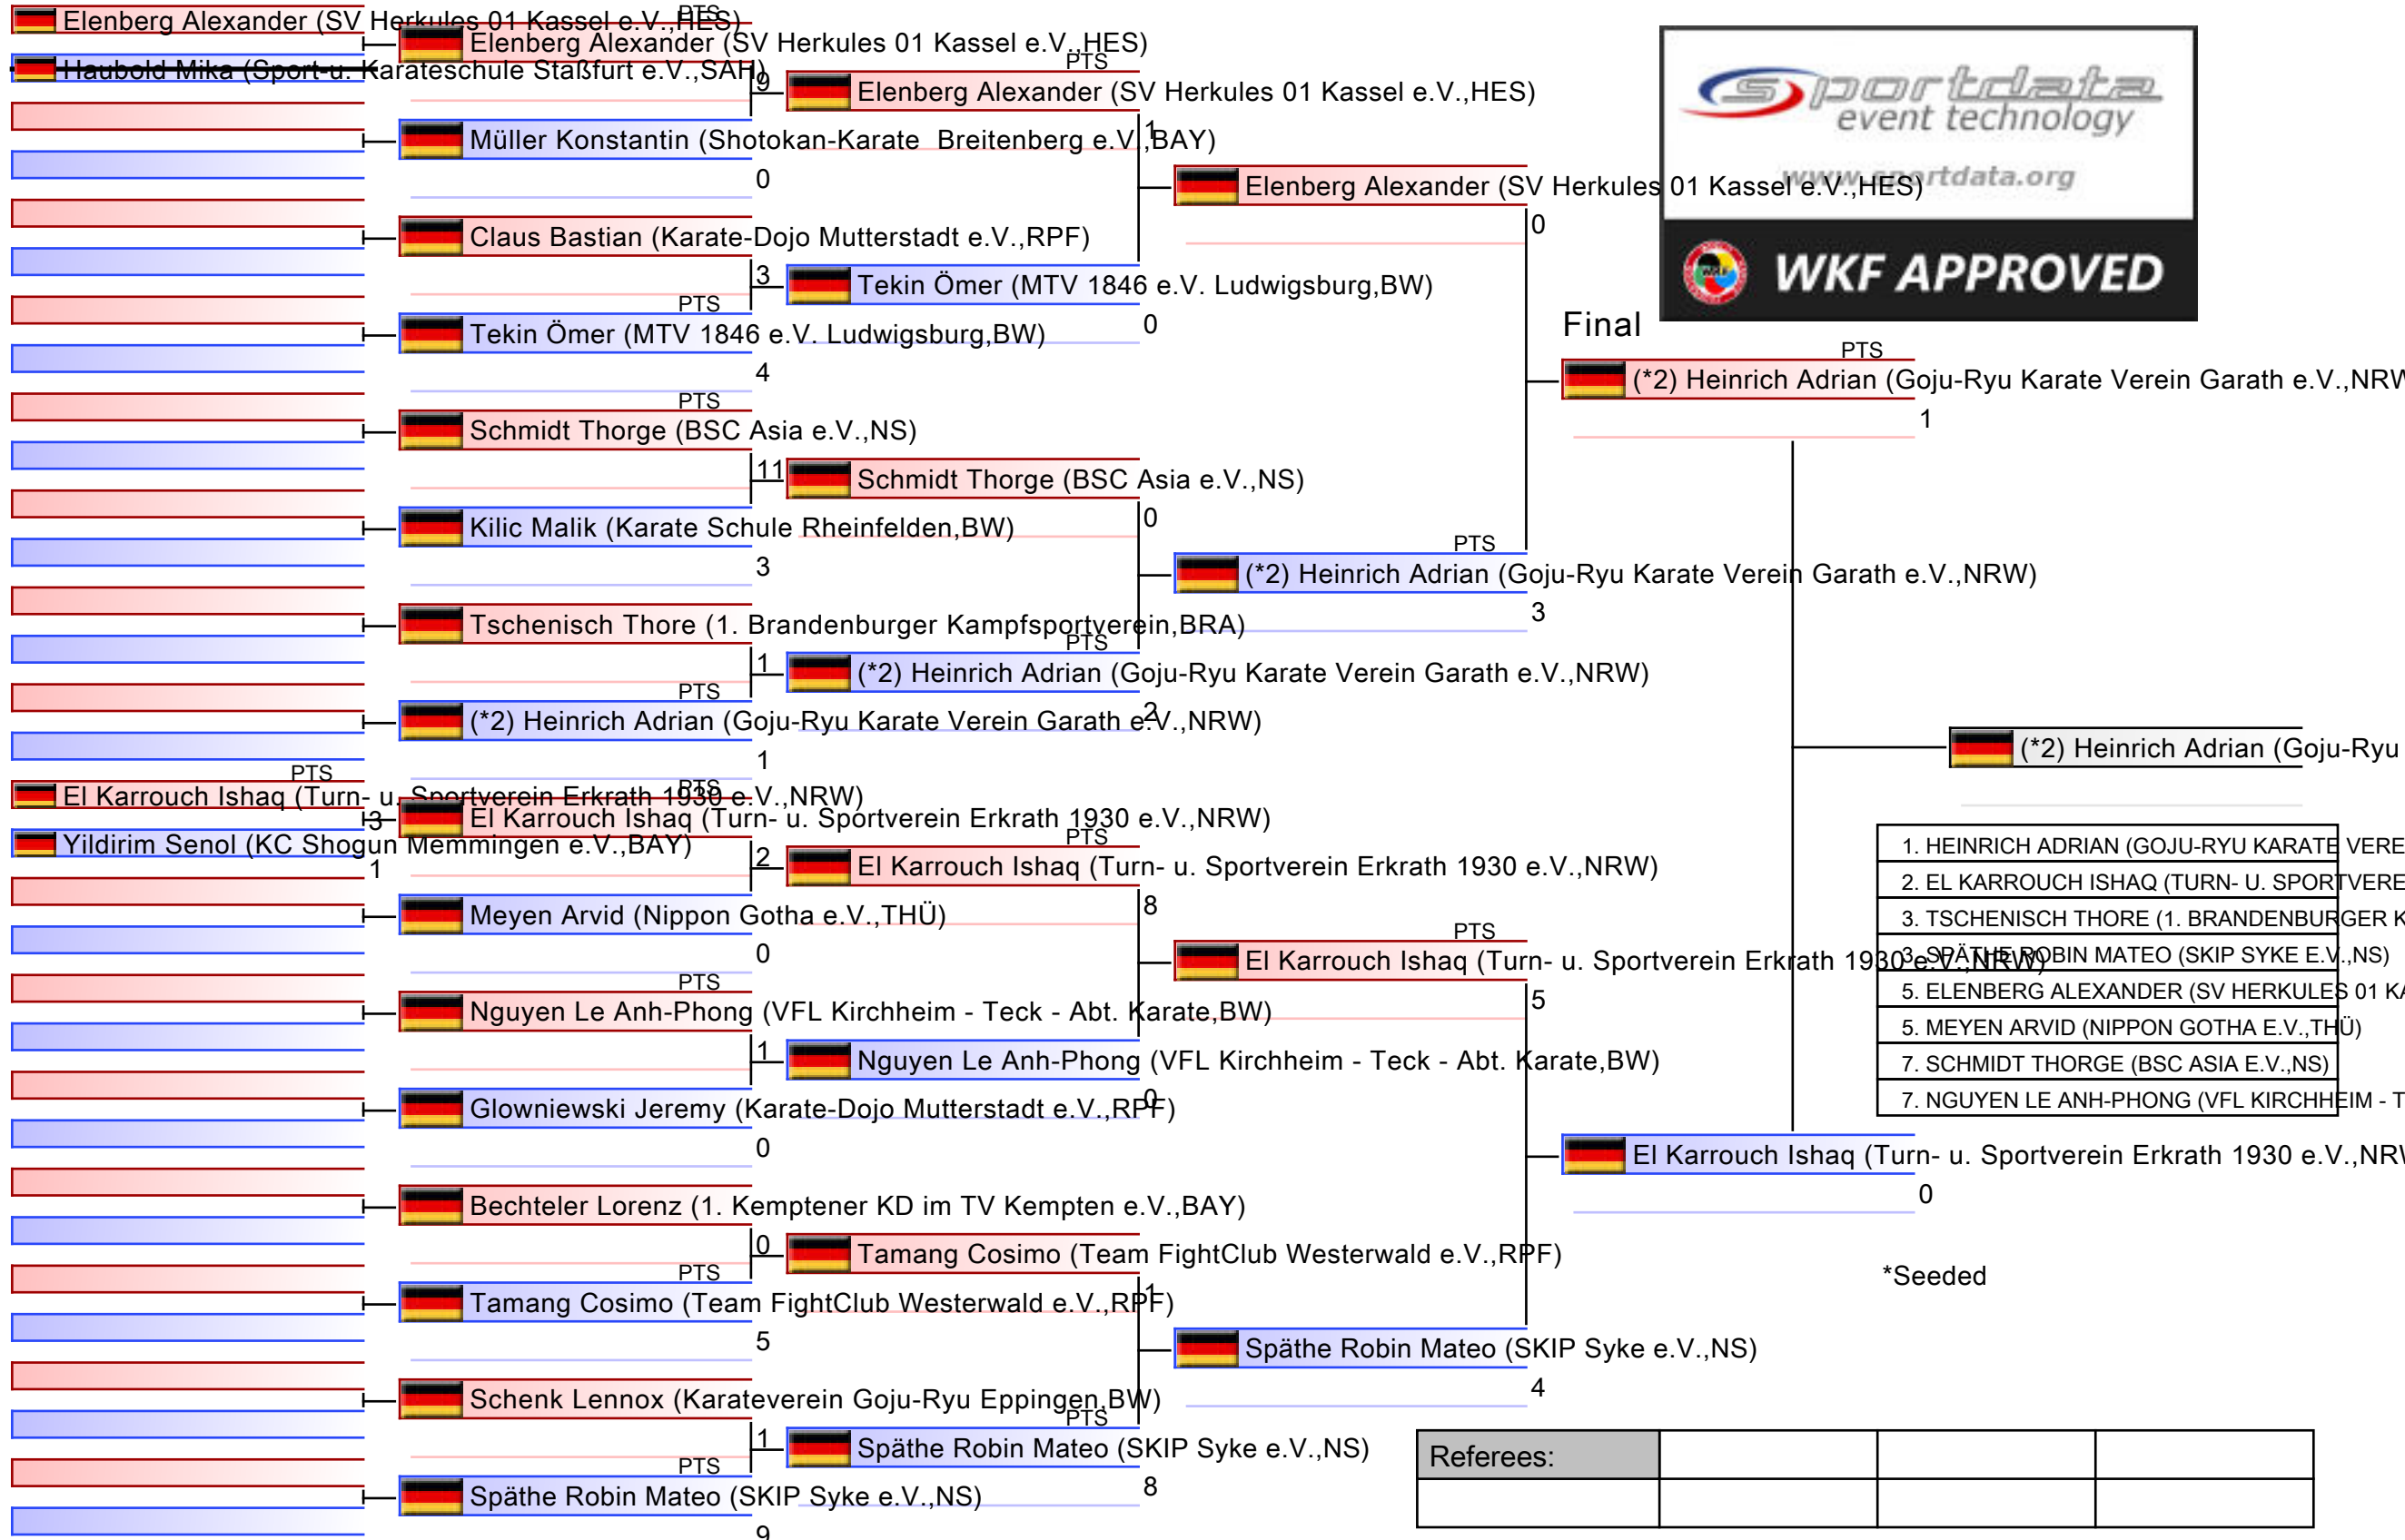 Elenberg Alexander (SV Herkules 01 Kassel e.V.,HES)
Haubold Mika (Sport-u. Karateschule Staßfurt e.V.,SAH)
PTS
El Karrouch Ishaq (Turn- u. Sportverein Erkrath 1930 e.V.,NRW)
3
Yildirim Senol (KC Shogun Memmingen e.V.,BAY)
1
PTS
Elenberg Alexander (SV Herkules 01 Kassel e.V.,HES)
9
Müller Konstantin (Shotokan-Karate Breitenberg e.V.,BAY)
0
Claus Bastian (Karate-Dojo Mutterstadt e.V.,RPF)
3
PTS
Tekin Ömer (MTV 1846 e.V. Ludwigsburg,BW)
4
PTS
Schmidt Thorge (BSC Asia e.V.,NS)
11
Kilic Malik (Karate Schule Rheinfelden,BW)
3
Tschenisch Thore (1. Brandenburger Kampfsportverein,BRA)
1
PTS
(*2) Heinrich Adrian (Goju-Ryu Karate Verein Garath e.V.,NRW)
1
PTS
El Karrouch Ishaq (Turn- u. Sportverein Erkrath 1930 e.V.,NRW)
2
Meyen Arvid (Nippon Gotha e.V.,THÜ)
0
PTS
Nguyen Le Anh-Phong (VFL Kirchheim - Teck - Abt. Karate,BW)
1
Glowniewski Jeremy (Karate-Dojo Mutterstadt e.V.,RPF)
0
Bechteler Lorenz (1. Kemptener KD im TV Kempten e.V.,BAY)
0
PTS
Tamang Cosimo (Team FightClub Westerwald e.V.,RPF)
5
Schenk Lennox (Karateverein Goju-Ryu Eppingen,BW)
1
PTS
Späthe Robin Mateo (SKIP Syke e.V.,NS)
9
PTS
Elenberg Alexander (SV Herkules 01 Kassel e.V.,HES)
1
Tekin Ömer (MTV 1846 e.V. Ludwigsburg,BW)
0
Schmidt Thorge (BSC Asia e.V.,NS)
0
PTS
(*2) Heinrich Adrian (Goju-Ryu Karate Verein Garath e.V.,NRW)
2
PTS
El Karrouch Ishaq (Turn- u. Sportverein Erkrath 1930 e.V.,NRW)
8
Nguyen Le Anh-Phong (VFL Kirchheim - Teck - Abt. Karate,BW)
0
Tamang Cosimo (Team FightClub Westerwald e.V.,RPF)
1
PTS
Späthe Robin Mateo (SKIP Syke e.V.,NS)
8
Elenberg Alexander (SV Herkules 01 Kassel e.V.,HES)
0
PTS
(*2) Heinrich Adrian (Goju-Ryu Karate Verein Garath e.V.,NRW)
3
PTS
El Karrouch Ishaq (Turn- u. Sportverein Erkrath 1930 e.V.,NRW)
5
Späthe Robin Mateo (SKIP Syke e.V.,NS)
4
sportdata
event technology
www.sportdata.org
WKF APPROVED
Final
PTS
(*2) Heinrich Adrian (Goju-Ryu Karate Verein Garath e.V.,NRW
1
El Karrouch Ishaq (Turn- u. Sportverein Erkrath 1930 e.V.,NRW
0
(*2) Heinrich Adrian (Goju-Ryu
1. HEINRICH ADRIAN (GOJU-RYU KARATE VERE
2. EL KARROUCH ISHAQ (TURN- U. SPORTVERE
3. TSCHENISCH THORE (1. BRANDENBURGER K
3. SPÄTHE ROBIN MATEO (SKIP SYKE E.V.,NS)
5. ELENBERG ALEXANDER (SV HERKULES 01 KA
5. MEYEN ARVID (NIPPON GOTHA E.V.,THÜ)
7. SCHMIDT THORGE (BSC ASIA E.V.,NS)
7. NGUYEN LE ANH-PHONG (VFL KIRCHHEIM - T
*Seeded
Referees: